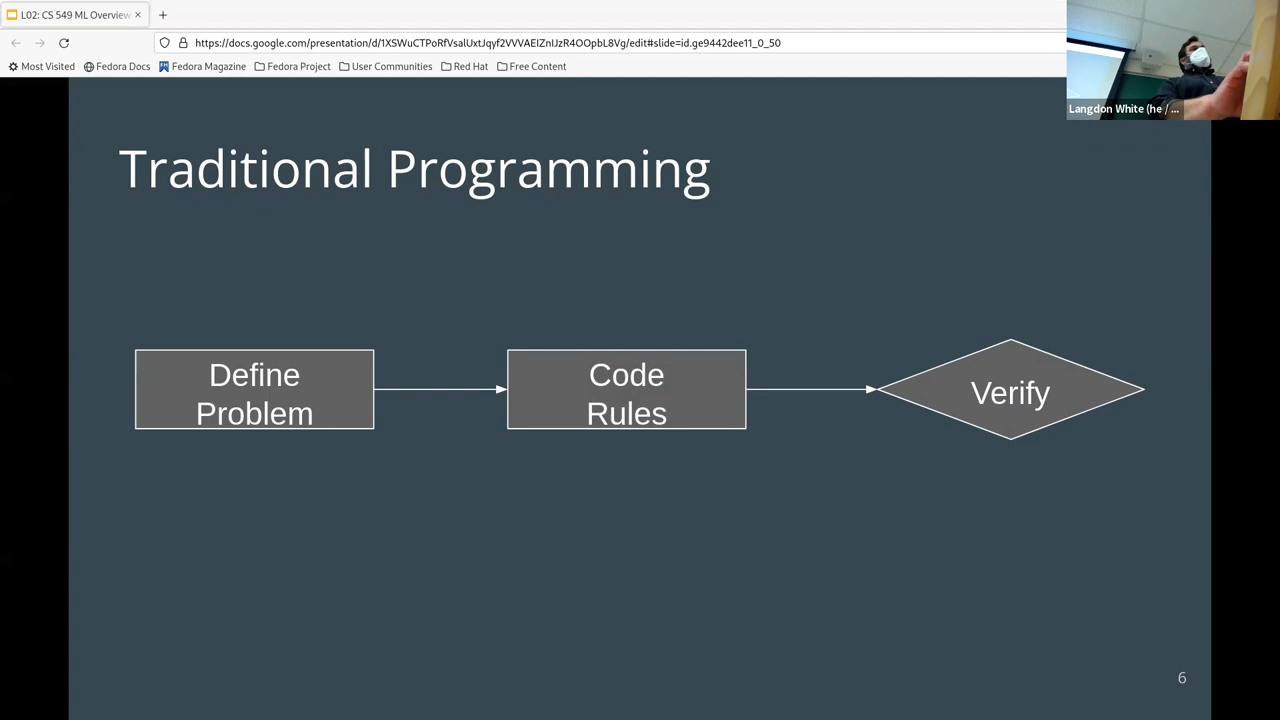 L02: CS 549 ML Overview
https://docs.google.com/presentation/d/1XSWuCTPoRfVsalUxtJqyf2VVVAEIZnIJzR4OOpbL8Vg/edit#slide=id.ge9442dee11_0_50
Most Visited Fedora Docs Fedora Magazine Fedora Project User Communities Red Hat Free Content
Langdon White (he / ...
Traditional Programming
Define
Problem
Code
Rules
Verify
6